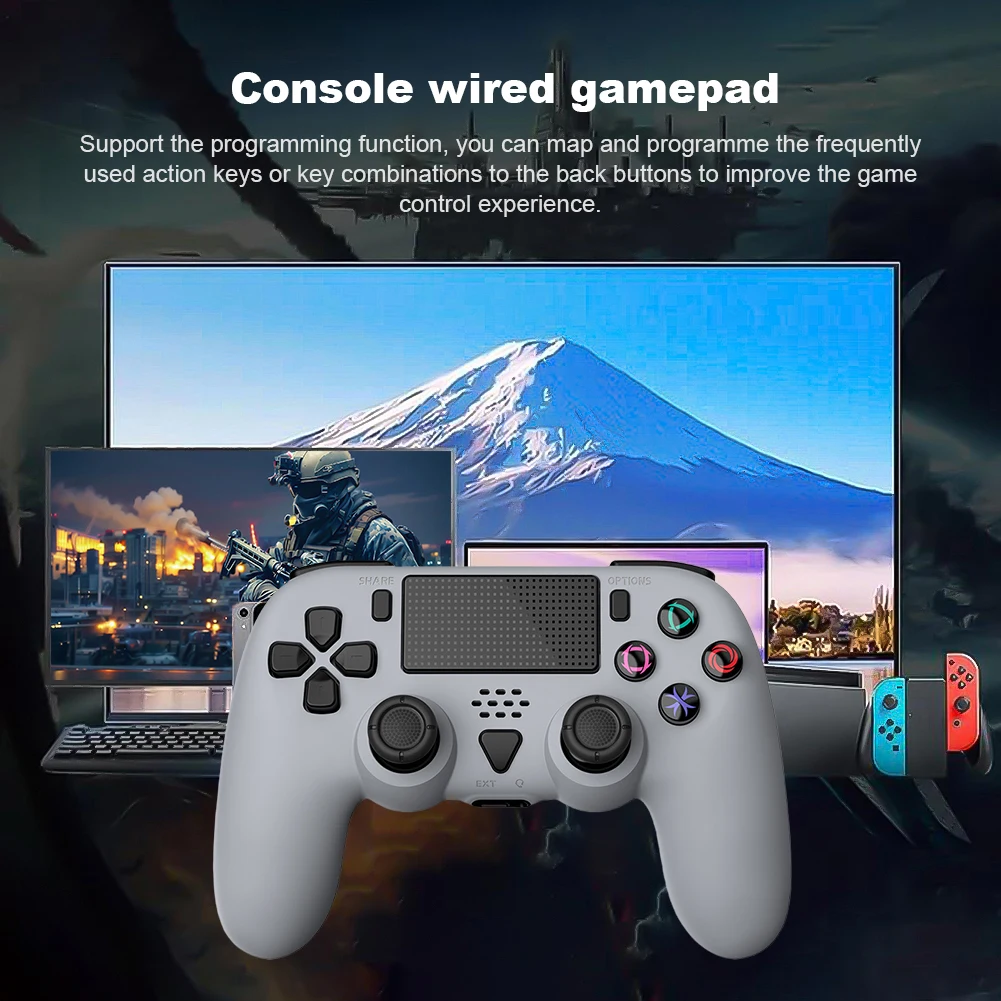 Console wired gamepad
Support the programming function, you can map and programme the frequently
used action keys or key combinations to the back buttons to improve the game
control experience.
SHARE
OPTIONS
EXT